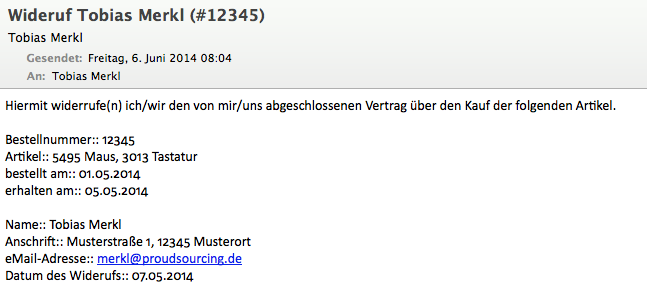 Wideruf Tobias Merkl (#12345)
Tobias Merkl
Gesendet: Freitag, 6. Juni 2014 08:04
An: Tobias Merkl
Hiermit widerrufe(n) ich/wir den von mir/uns abgeschlossenen Vertrag über den Kauf der folgenden Artikel.
Bestellnummer:: 12345
Artikel:: 5495 Maus, 3013 Tastatur
bestellt am:: 01.05.2014
erhalten am:: 05.05.2014
Name:: Tobias Merkl
Anschrift:: Musterstraße 1, 12345 Musterort
eMail-Adresse:: merkl@proudsourcing.de
Datum des Widerufs:: 07.05.2014